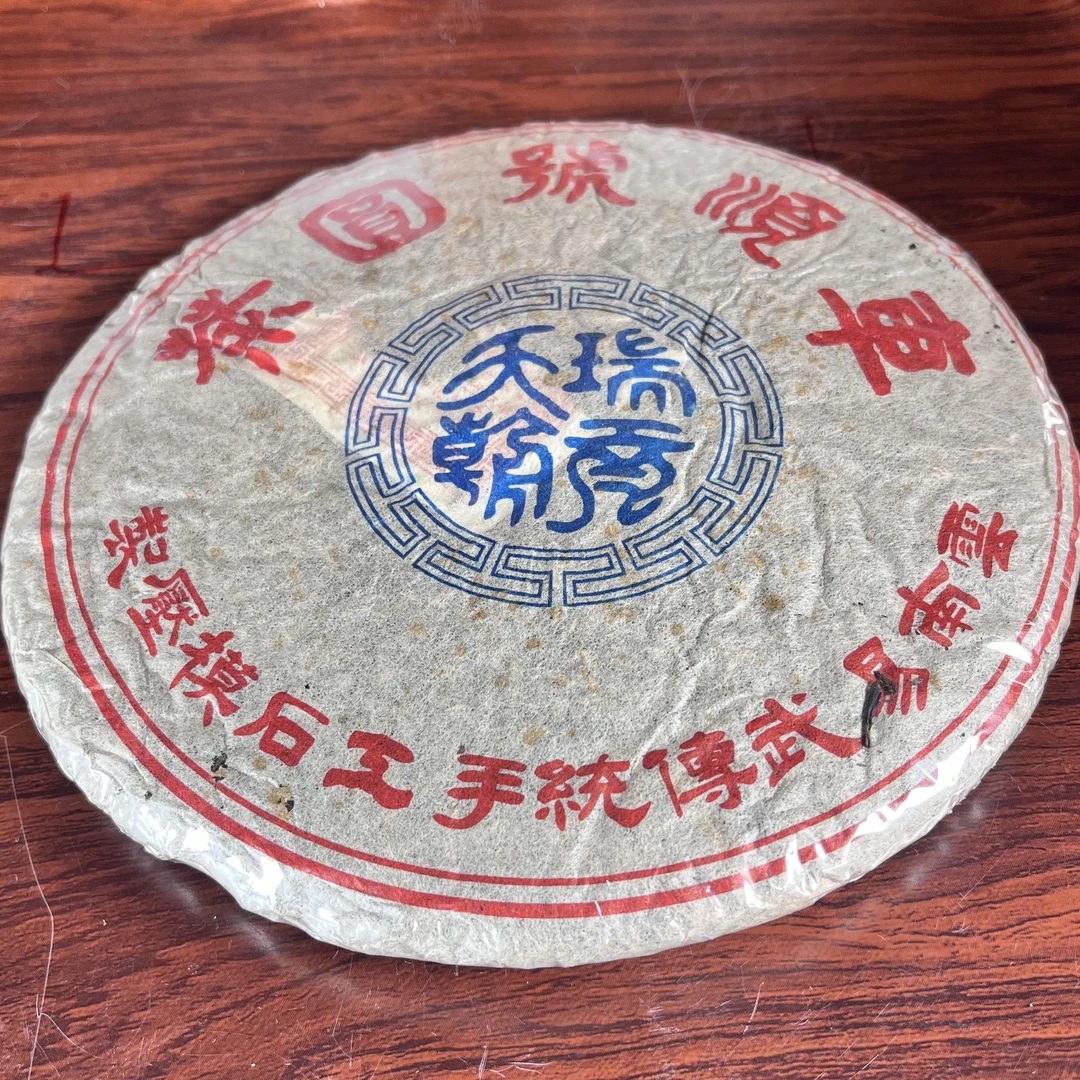 車順號圓茶
瑞貢
天朝
雲南易武傳統手工石模壓製